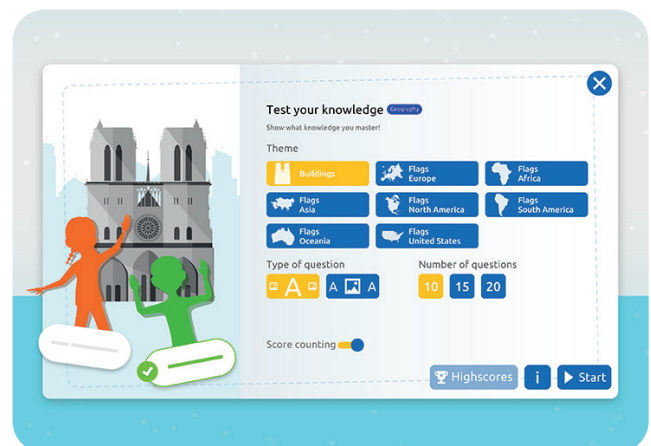 Test your knowledge Geography
Show what knowledge you master!
Theme
Buildings
Flags
Europe
Flags
Africa
Flags
Asia
Flags
North America
Flags
South America
Flags
Oceania
Flags
United States
Type of question
Number of questions
A
A A
10 15 20
Score counting
Highscores i Start